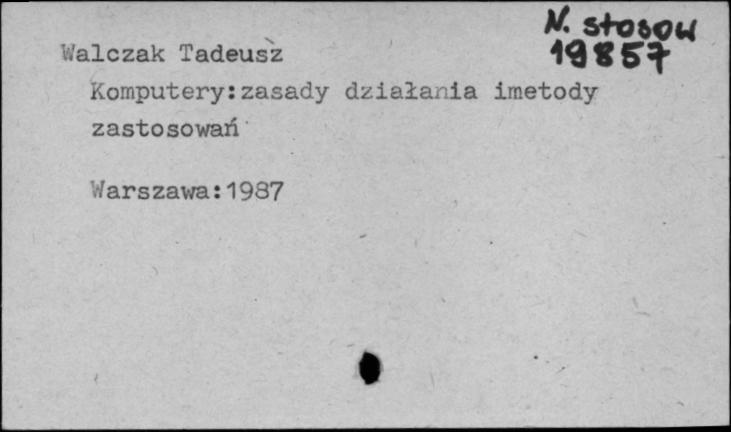 N. stosow
19857
Walczak Tadeusz
Komputery:zasady działania imetody
zastosowań
Warszawa:1987